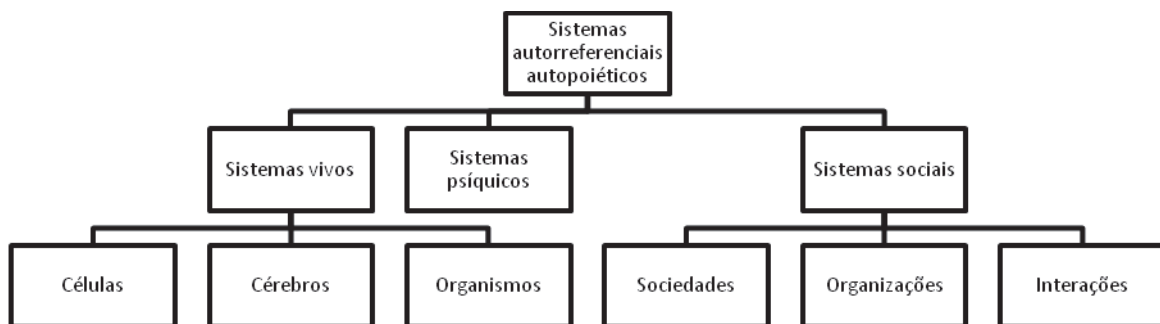 Sistemas
autorreferenciais
autopoiéticos
Sistemas vivos
Sistemas
psíquicos
Sistemas sociais
Células
Cérebros
Organismos
Sociedades
Organizações
Interações